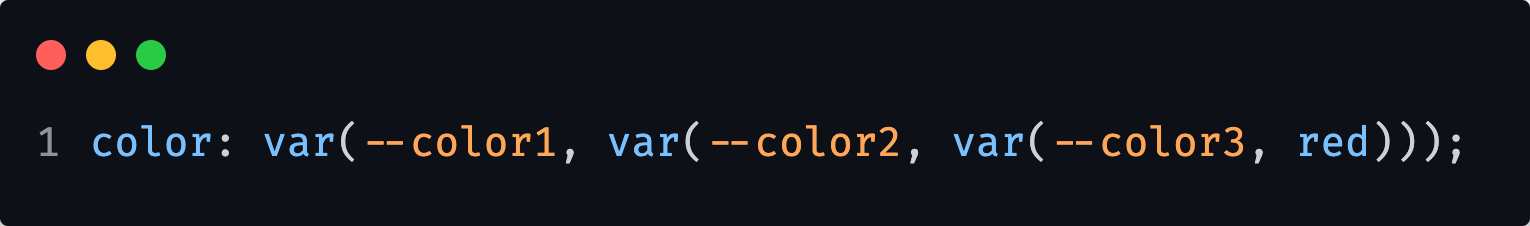 1 color: var(--color1, var(--color2, var(--color3, red)));